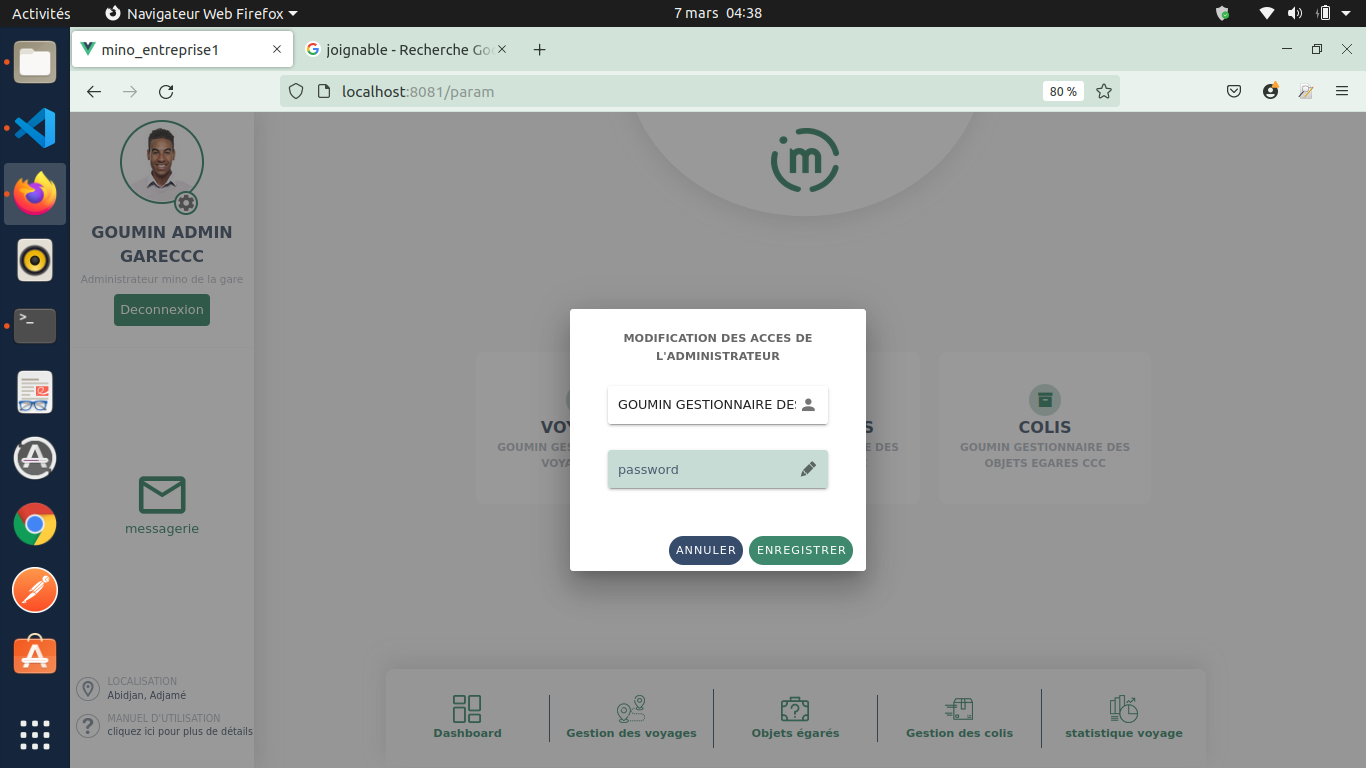 Activités
Navigateur Web Firefox
7 mars 04:38
mino_entreprise1
joignable - Recherche Goo
localhost:8081/param
80 %
im
GOUMIN ADMIN
GARECCC
Administrateur mino de la gare
Deconnexion
messagerie
LOCALISATION
Abidjan, Adjamé
MANUEL D'UTILISATION
cliquez ici pour plus de détails
MODIFICATION DES ACCES DE
L'ADMINISTRATEUR
GOUMIN GESTIONNAIRE DES
password
ANNULER
ENREGISTRER
VOY
GOUMIN GES
VOYA
S
E DES
COLIS
GOUMIN GESTIONNAIRE DES
OBJETS EGARES CCC
Dashboard
Gestion des voyages
Objets égarés
Gestion des colis
statistique voyage